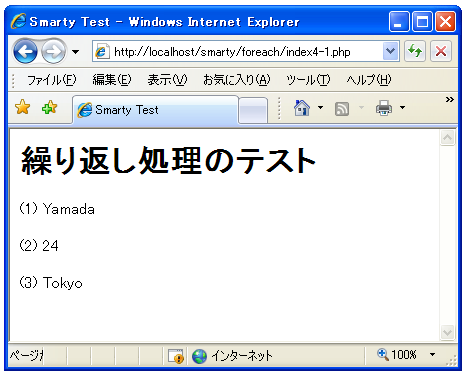 Smarty Test - Windows Internet Explorer
http://localhost/smarty/foreach/index4-1.php
ファイル(F) 編集(E) 表示(V) お気に入り(A) ツール(T) ヘルプ(H)
Smarty Test
繰り返し処理のテスト
(1) Yamada
(2) 24
(3) Tokyo
インターネット 100%